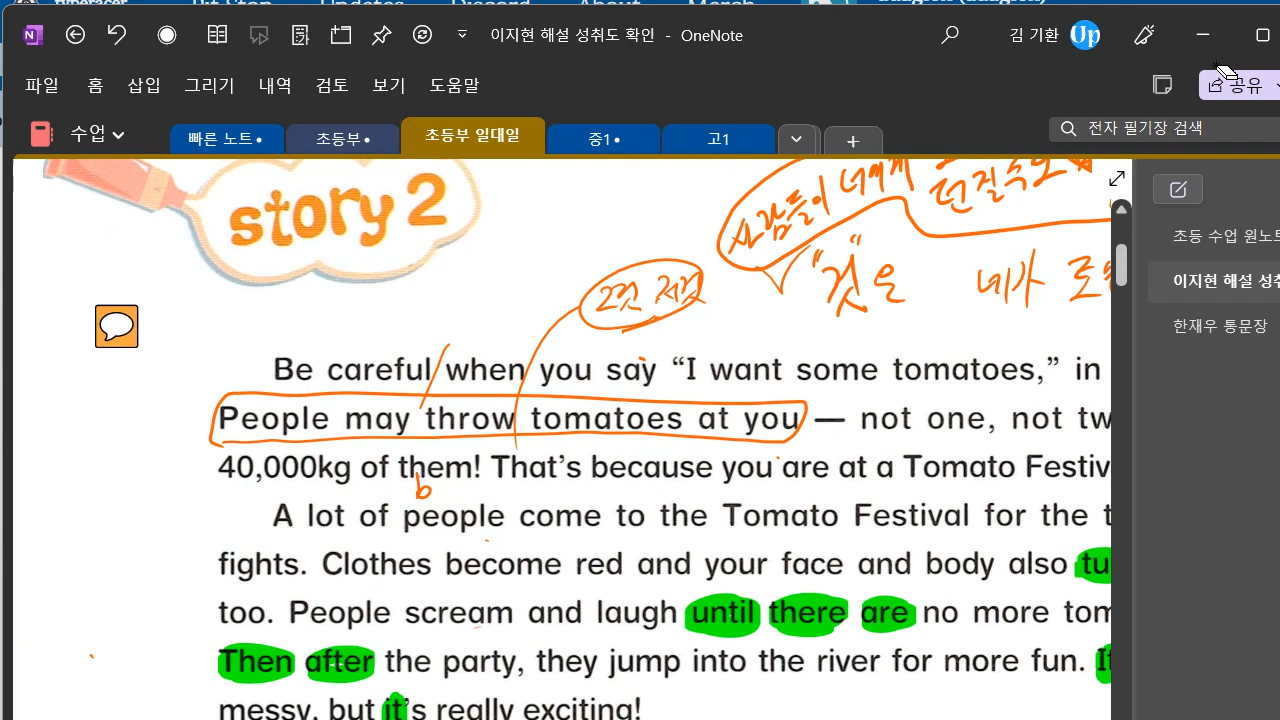 이지현 해설 성취도 확인 - OneNote
김 기환
Up
파일 홈 삽입 그리기 내역 검토 보기 도움말
공유
수업
빠른 노트• 초등부• 초등부 일대일 중1• 고1
전자 필기장 검색
story 2
사람들이 너에게
던질수도
"것"은 네가
초등 수업 원노트
이지현 해설 성취
한재우 통문장
Be careful when you say “I want some tomatoes,” in
People may throw tomatoes at you — not one, not tw
40,000kg of them! That’s because you are at a Tomato Festiv
b
A lot of people come to the Tomato Festival for the t
fights. Clothes become red and your face and body also tu
too. People scream and laugh until there are no more tom
Then after the party, they jump into the river for more fun. It
messy, but it’s really exciting!